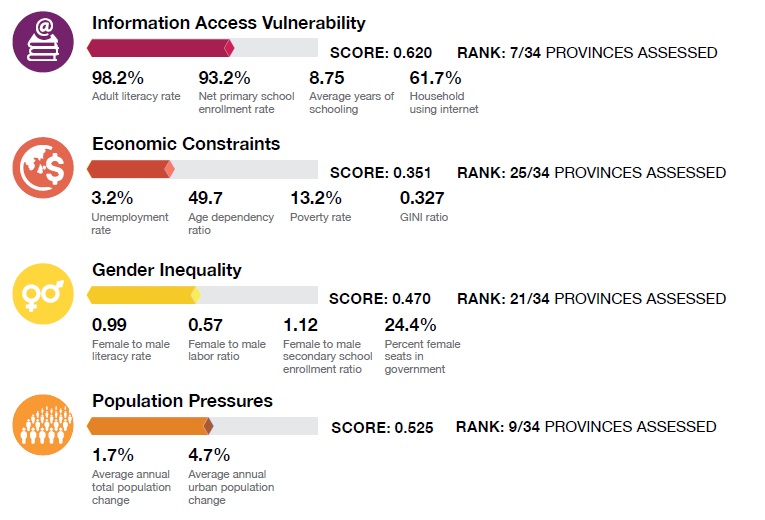 Information Access Vulnerability
SCORE: 0.620 RANK: 7/34 PROVINCES ASSESSED
98.2% 93.2% 8.75 61.7%
Adult literacy rate Net primary school Average years of Household
enrollment rate schooling using internet
Economic Constraints
SCORE: 0.351 RANK: 25/34 PROVINCES ASSESSED
3.2% 49.7 13.2% 0.327
Unemployment Age dependency Poverty rate GINI ratio
rate ratio
Gender Inequality
SCORE: 0.470 RANK: 21/34 PROVINCES ASSESSED
0.99 0.57 1.12 24.4%
Female to male Female to male Female to male Percent female
literacy rate labor ratio secondary school seats in
enrollment ratio government
Population Pressures
SCORE: 0.525 RANK: 9/34 PROVINCES ASSESSED
1.7% 4.7%
Average annual Average annual
total population urban population
change change